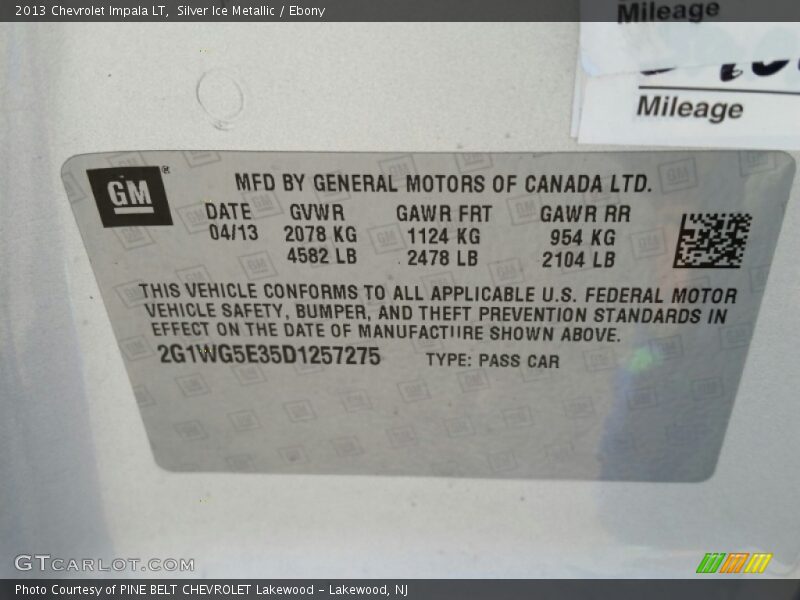 2013 Chevrolet Impala LT,  Silver Ice Metallic / Ebony
Mileage
Mileage
GM®
MFD BY GENERAL MOTORS OF CANADA LTD.
DATE GVWR GAWR FRT GAWR RR
04/13 2078 KG 1124 KG 954 KG
4582 LB 2478 LB 2104 LB
THIS VEHICLE CONFORMS TO ALL APPLICABLE U.S. FEDERAL MOTOR
VEHICLE SAFETY, BUMPER, AND THEFT PREVENTION STANDARDS IN
EFFECT ON THE DATE OF MANUFACTURE SHOWN ABOVE.
2G1WG5E35D1257275 TYPE: PASS CAR
GTCARLOT.COM
Photo Courtesy of PINE BELT CHEVROLET Lakewood - Lakewood, NJ